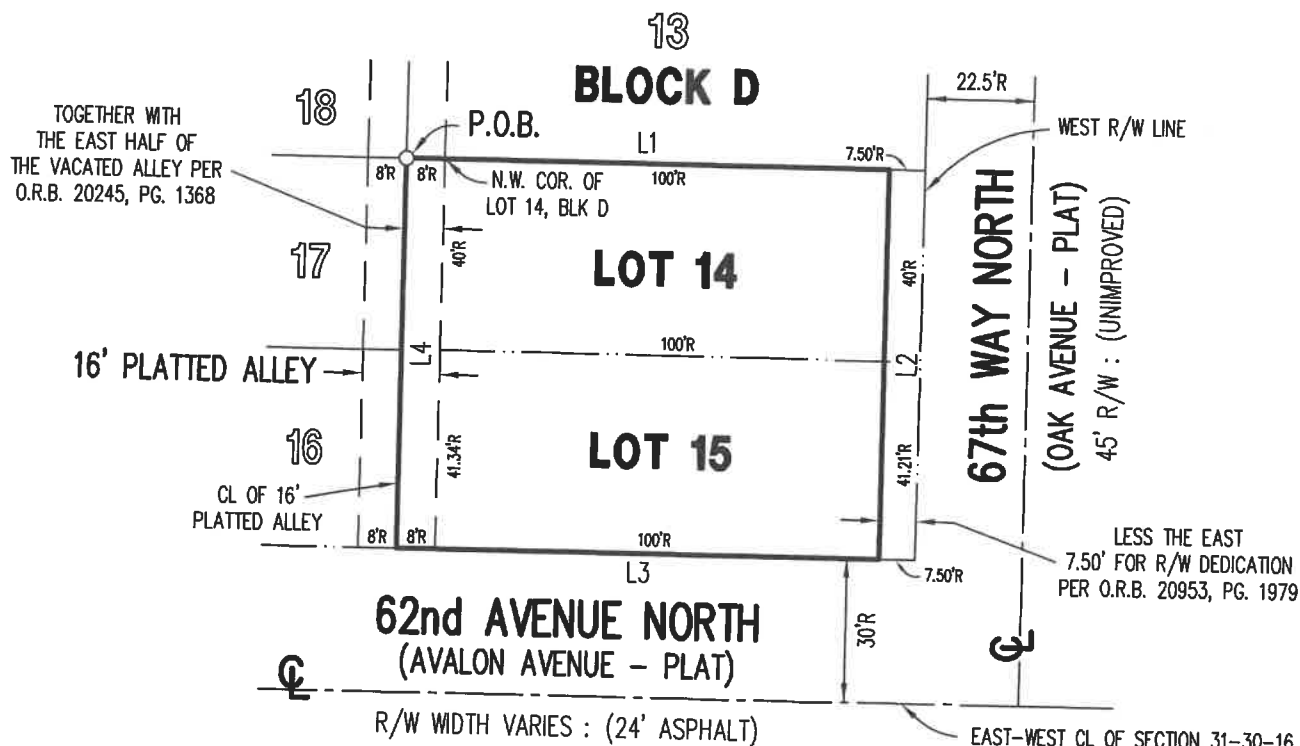 13
BLOCK D
22.5'R
18
TOGETHER WITH
THE EAST HALF OF
THE VACATED ALLEY PER
O.R.B. 20245, PG. 1368
P.O.B.
L1
7.50'R
WEST R/W LINE
8'R
8'R
N.W. COR. OF
LOT 14, BLK D
100'R
17
40'R
LOT 14
40'R
67th WAY NORTH
(OAK AVENUE - PLAT)
45' R/W : (UNIMPROVED)
16' PLATTED ALLEY
L4
100'R
L2
16
41.34'R
LOT 15
41.21'R
CL OF 16'
PLATTED ALLEY
8'R
8'R
100'R
L3
7.50'R
LESS THE EAST
7.50' FOR R/W DEDICATION
PER O.R.B. 20953, PG. 1979
62nd AVENUE NORTH
(AVALON AVENUE - PLAT)
30'R
CL
CL
R/W WIDTH VARIES : (24' ASPHALT)
EAST-WEST CL OF SECTION 31-30-16